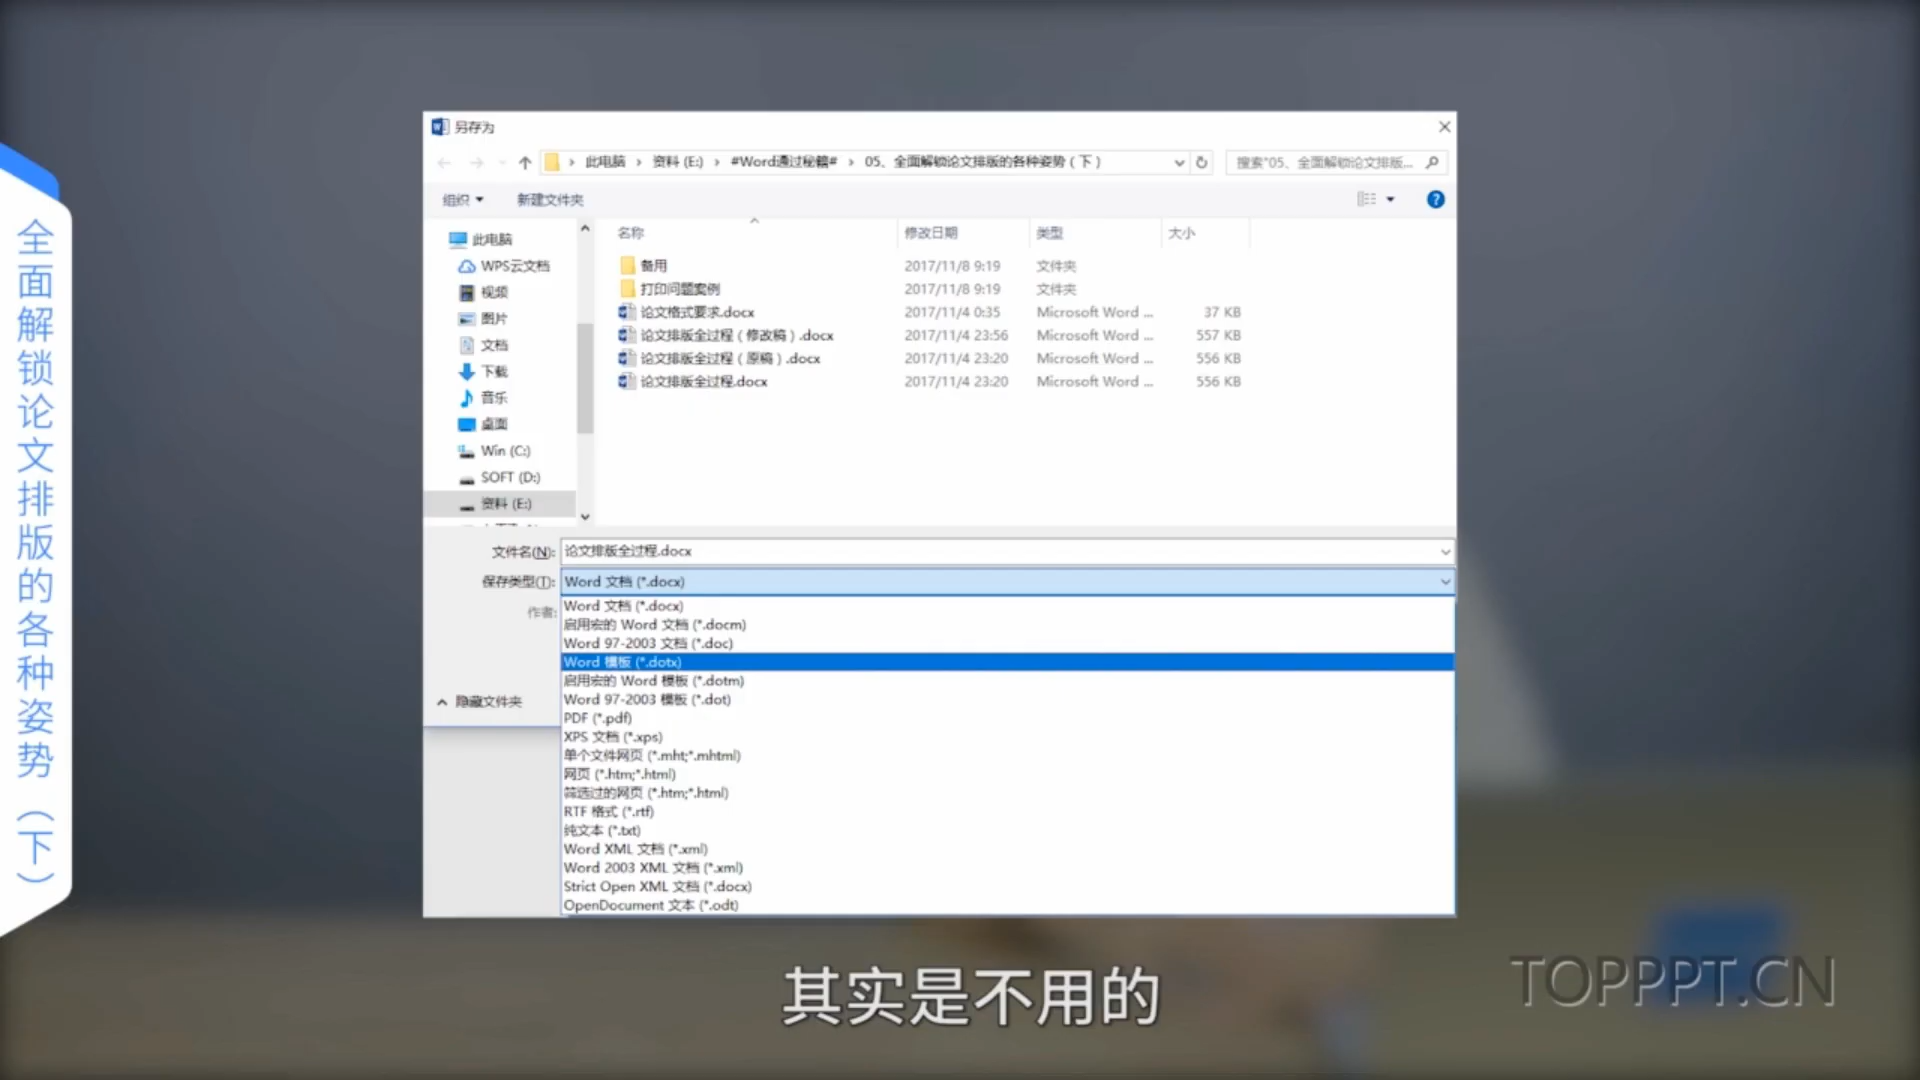 全面解锁论文排版的各种姿势（下）
另存为
此电脑 › 资料 (E:) › #Word通过秘籍# › 05、全面解锁论文排版的各种姿势（下）
搜索"05、全面解锁论文排版...
组织
新建文件夹
名称 修改日期 类型 大小
此电脑
WPS云文档
视频
图片
文档
下载
音乐
桌面
Win (C:)
SOFT (D:)
资料 (E:)
备用 2017/11/8 9:19 文件夹
打印问题案例 2017/11/8 9:19 文件夹
论文格式要求.docx 2017/11/4 0:35 Microsoft Word ... 37 KB
论文排版全过程（修改稿）.docx 2017/11/4 23:56 Microsoft Word ... 557 KB
论文排版全过程（原稿）.docx 2017/11/4 23:20 Microsoft Word ... 556 KB
论文排版全过程.docx 2017/11/4 23:20 Microsoft Word ... 556 KB
文件名(N): 论文排版全过程.docx
保存类型(T): Word 文档 (*.docx)
作者:
隐藏文件夹
Word 文档 (*.docx)
启用宏的 Word 文档 (*.docm)
Word 97-2003 文档 (*.doc)
Word 模板 (*.dotx)
启用宏的 Word 模板 (*.dotm)
Word 97-2003 模板 (*.dot)
PDF (*.pdf)
XPS 文档 (*.xps)
单个文件网页 (*.mht;*.mhtml)
网页 (*.htm;*.html)
筛选过的网页 (*.htm;*.html)
RTF 格式 (*.rtf)
纯文本 (*.txt)
Word XML 文档 (*.xml)
Word 2003 XML 文档 (*.xml)
Strict Open XML 文档 (*.docx)
OpenDocument 文本 (*.odt)
其实是不用的
TOPPPT.CN